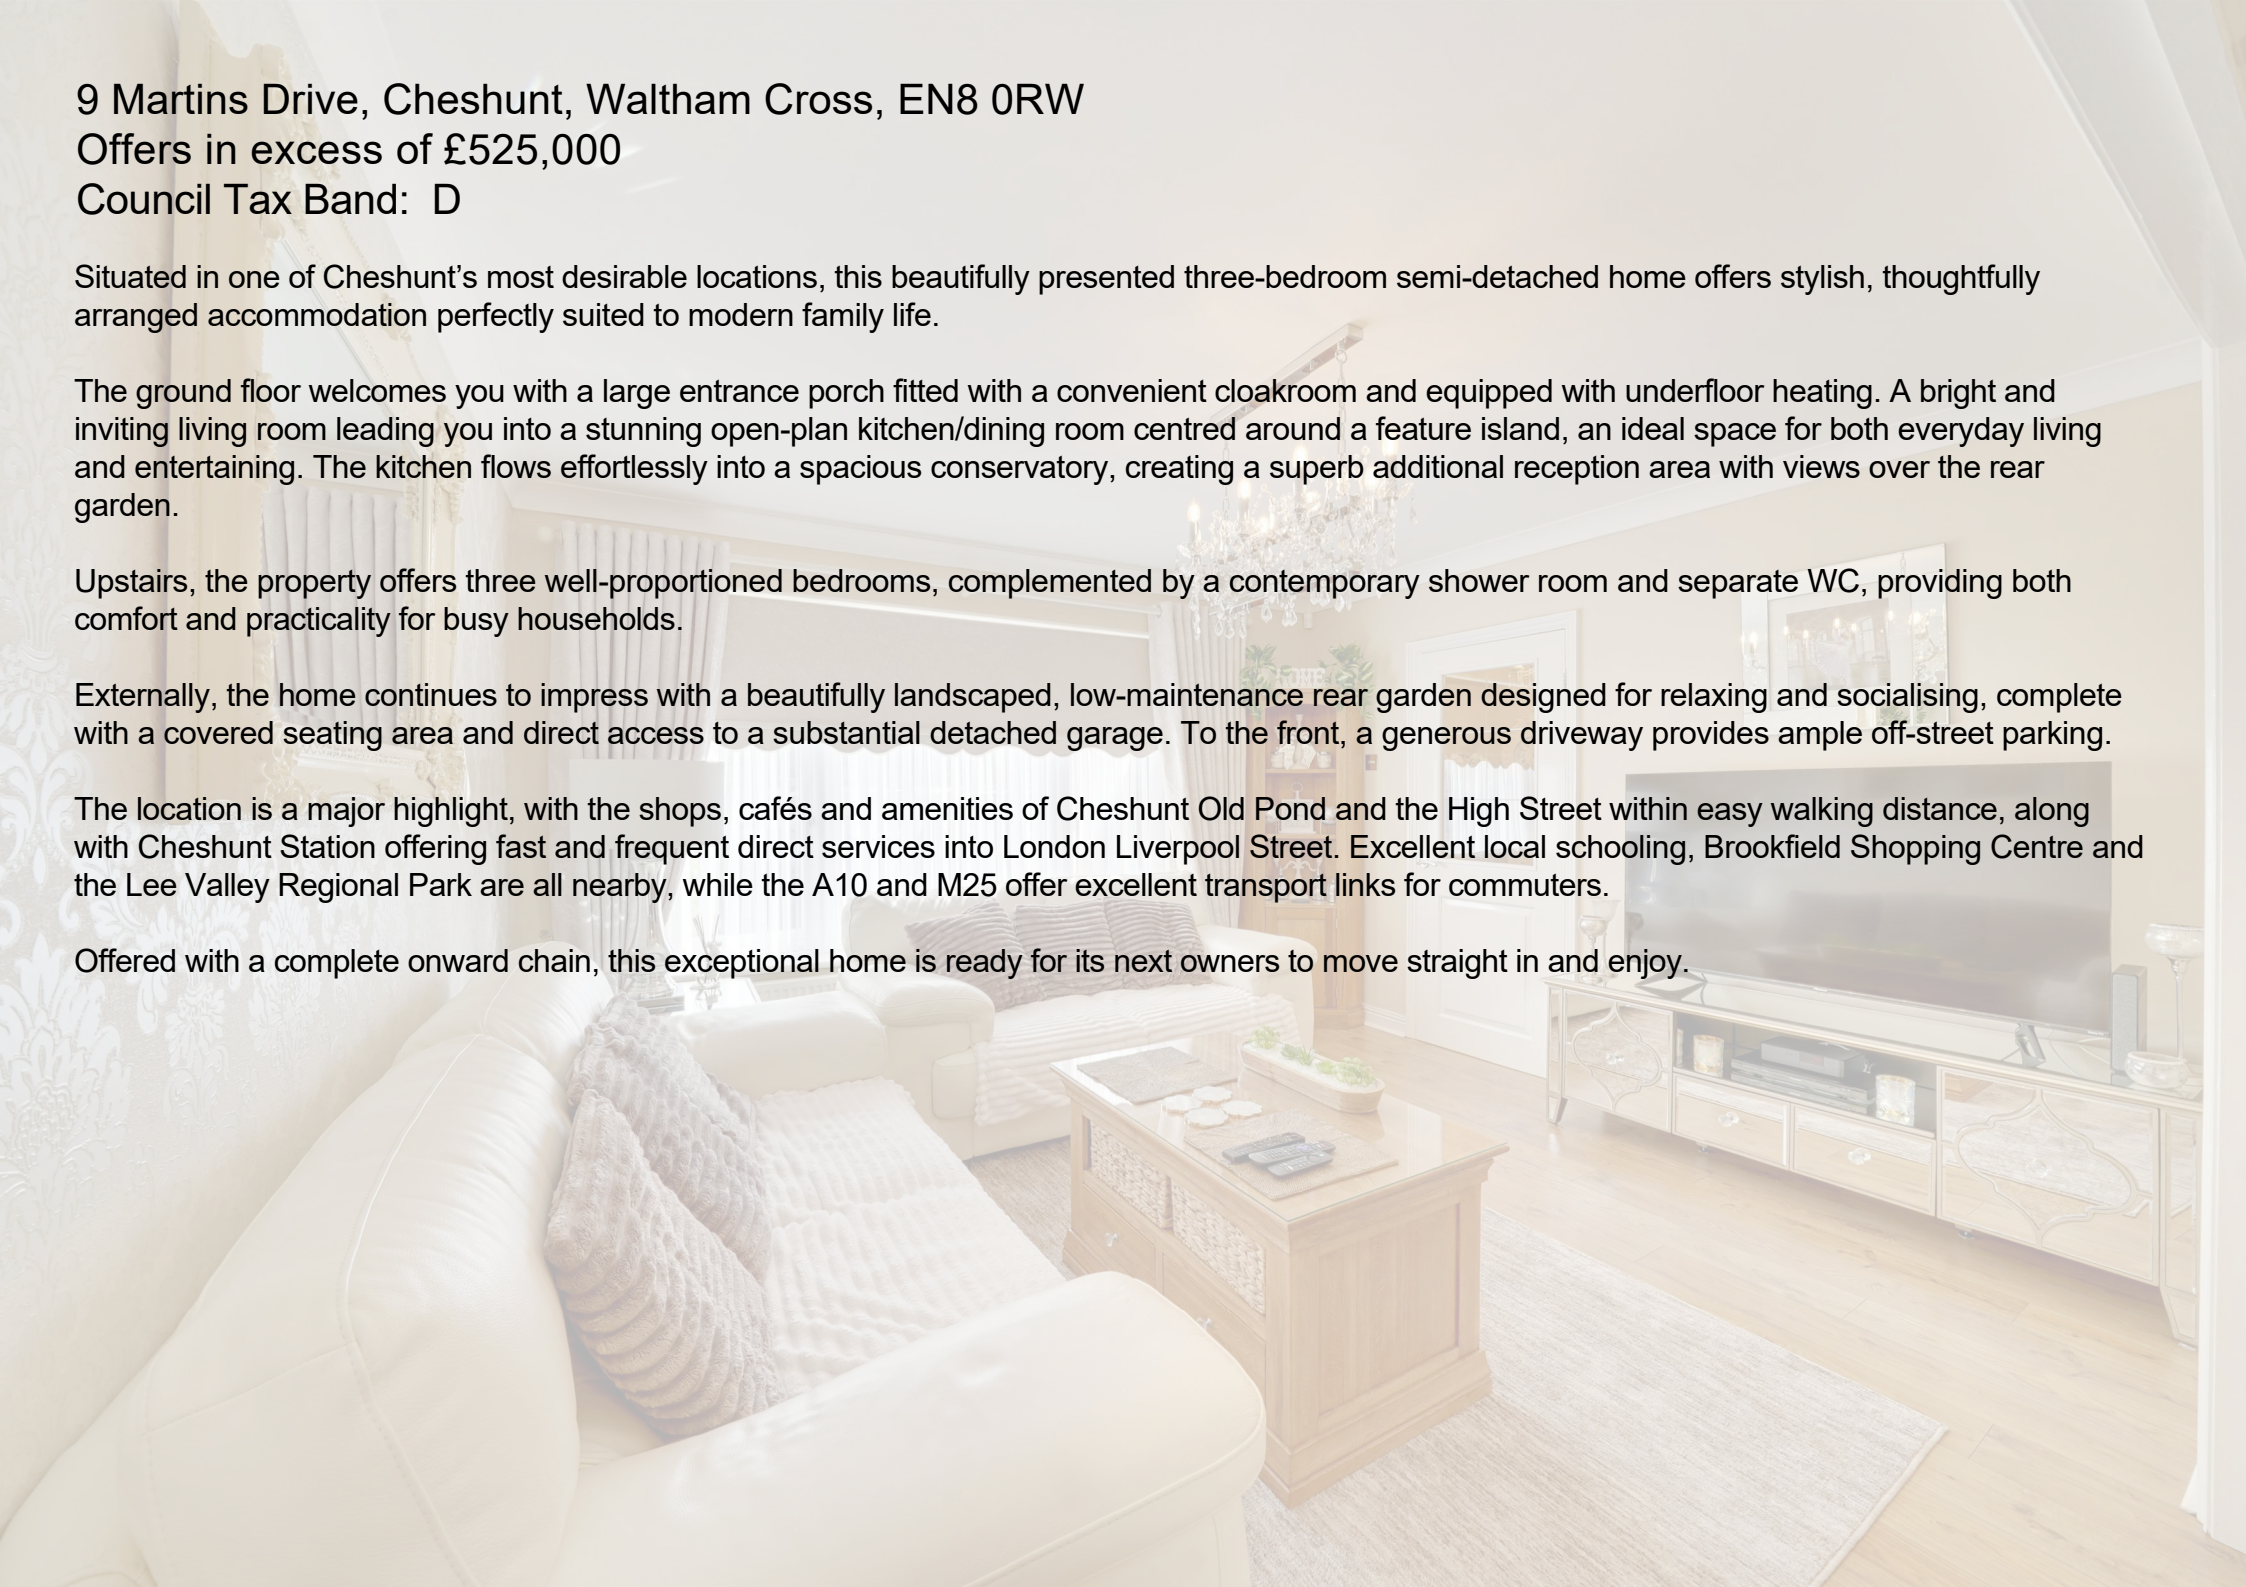 9 Martins Drive, Cheshunt, Waltham Cross, EN8 0RW
Offers in excess of £525,000
Council Tax Band:  D
Situated in one of Cheshunt’s most desirable locations, this beautifully presented three-bedroom semi-detached home offers stylish, thoughtfully
arranged accommodation perfectly suited to modern family life.
The ground floor welcomes you with a large entrance porch fitted with a convenient cloakroom and equipped with underfloor heating. A bright and
inviting living room leading you into a stunning open-plan kitchen/dining room centred around a feature island, an ideal space for both everyday living
and entertaining. The kitchen flows effortlessly into a spacious conservatory, creating a superb additional reception area with views over the rear
garden.
Upstairs, the property offers three well-proportioned bedrooms, complemented by a contemporary shower room and separate WC, providing both
comfort and practicality for busy households.
Externally, the home continues to impress with a beautifully landscaped, low-maintenance rear garden designed for relaxing and socialising, complete
with a covered seating area and direct access to a substantial detached garage. To the front, a generous driveway provides ample off-street parking.
The location is a major highlight, with the shops, cafés and amenities of Cheshunt Old Pond and the High Street within easy walking distance, along
with Cheshunt Station offering fast and frequent direct services into London Liverpool Street. Excellent local schooling, Brookfield Shopping Centre and
the Lee Valley Regional Park are all nearby, while the A10 and M25 offer excellent transport links for commuters.
Offered with a complete onward chain, this exceptional home is ready for its next owners to move straight in and enjoy.